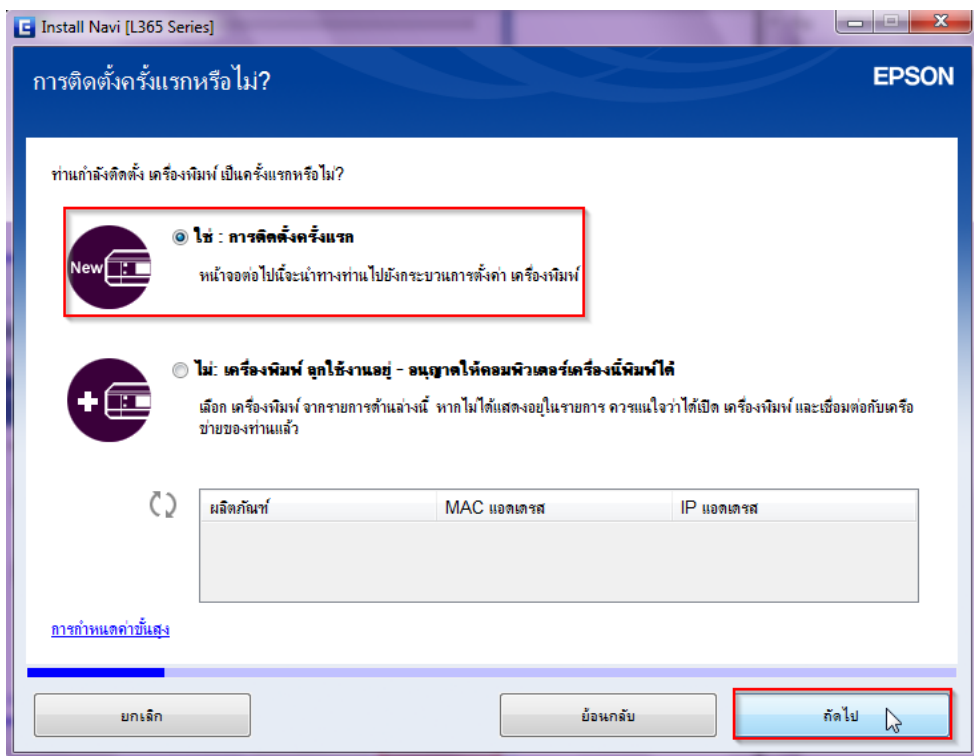 Install Navi [L365 Series]
การติดตั้งครั้งแรกหรือไม่?
EPSON
ท่านกำลังติดตั้ง เครื่องพิมพ์ เป็นครั้งแรกหรือไม่?
ใช่ : การติดตั้งครั้งแรก
New
หน้าจอต่อไปนี้จะนำทางท่านไปยังกระบวนการตั้งค่า เครื่องพิมพ์
ไม่: เครื่องพิมพ์ ถูกใช้งานอยู่ - อนุญาตให้คอมพิวเตอร์เครื่องนี้พิมพ์ได้
เลือก เครื่องพิมพ์ จากรายการด้านล่างนี้ หากไม่ได้แสดงอยู่ในรายการ ควรแน่ใจว่าได้เปิด เครื่องพิมพ์ และเชื่อมต่อกับเครือ
ข่ายของท่านแล้ว
ผลิตภัณฑ์ MAC แอดเดรส IP แอดเดรส
การกำหนดค่าขั้นสูง
ยกเลิก ย้อนกลับ ถัดไป